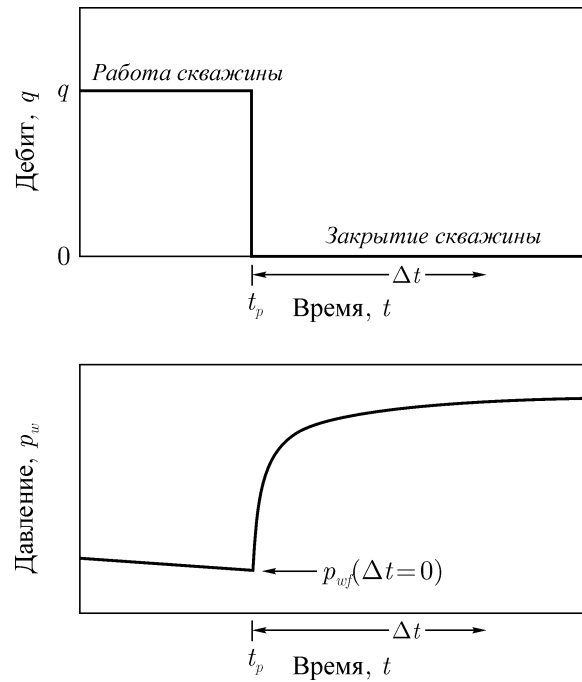 Работа скважины
q
Дебит, q
Закрытие скважины
0
Δt
t_p
Время, t
Давление, p_w
p_wf(Δt=0)
Δt
t_p
Время, t